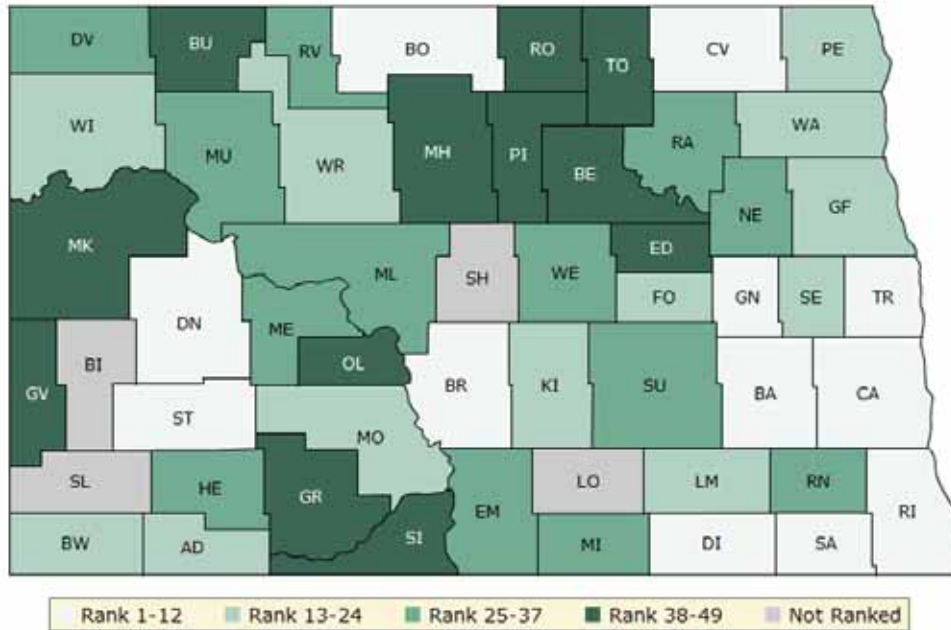 DV BU RV BO RO TO CV PE
WI MU WR MH PI BE RA WA
MK NE GF
ML SH WE ED
DN ME FO GN SE TR
BI OL BR KI SU BA CA
GV ST MO
SL HE GR EM LO LM RN RI
BW AD SI MI DI SA
Rank 1-12 Rank 13-24 Rank 25-37 Rank 38-49 Not Ranked